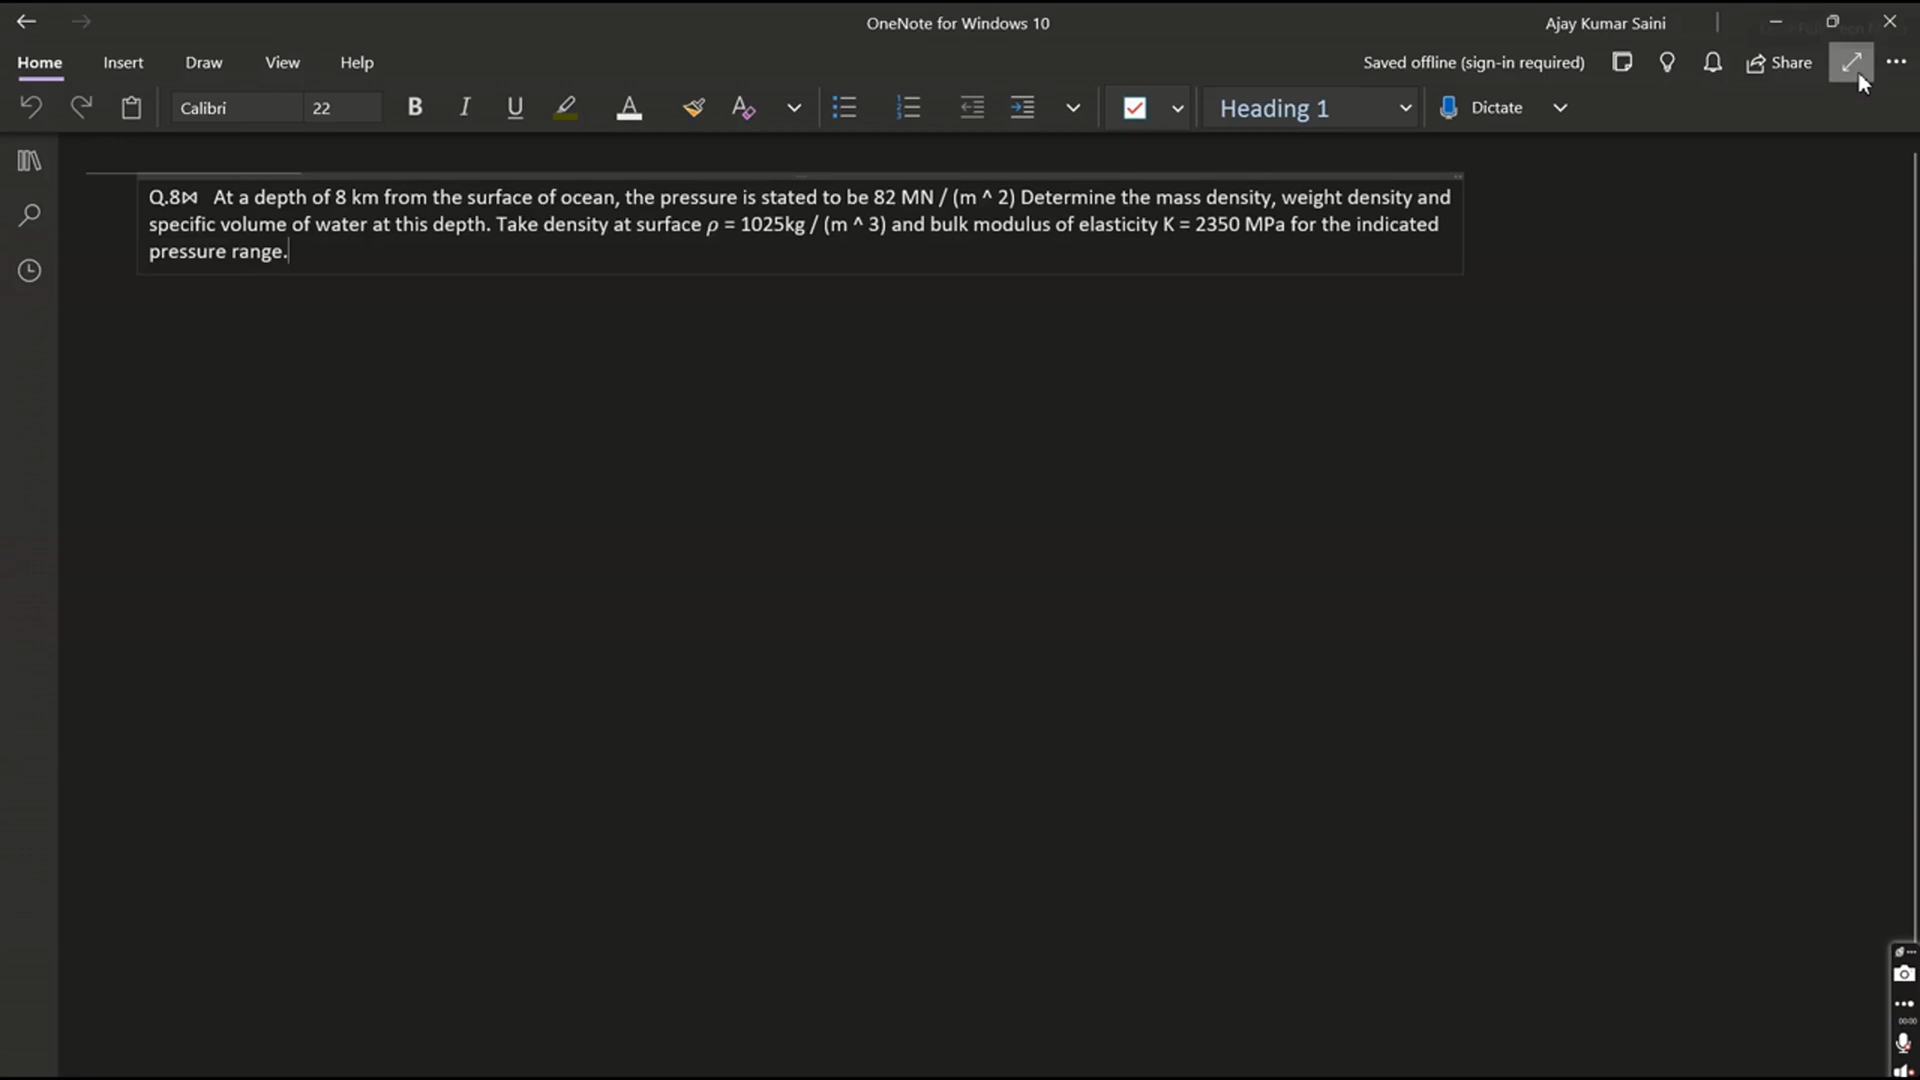 OneNote for Windows 10
Ajay Kumar Saini
Home Insert Draw View Help
Saved offline (sign-in required)
Share
Calibri 22
B I U A
Heading 1
Dictate
Q.8⋈ At a depth of 8 km from the surface of ocean, the pressure is stated to be 82 MN / (m ^ 2) Determine the mass density, weight density and
specific volume of water at this depth. Take density at surface ρ = 1025kg / (m ^ 3) and bulk modulus of elasticity K = 2350 MPa for the indicated
pressure range.
00:00